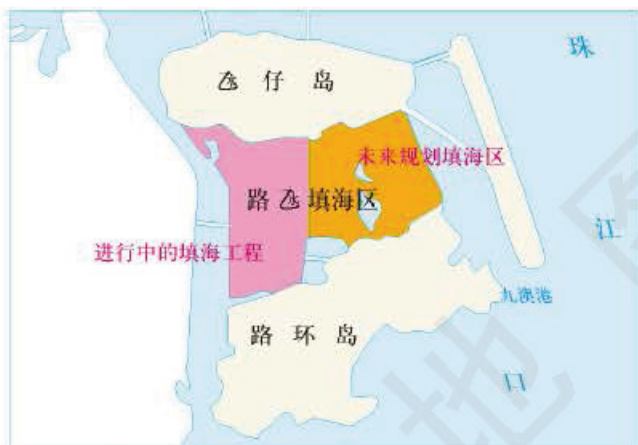 珠
氹仔岛
未来规划填海区
路氹填海区
江
进行中的填海工程
九澳港
路环岛
口
地